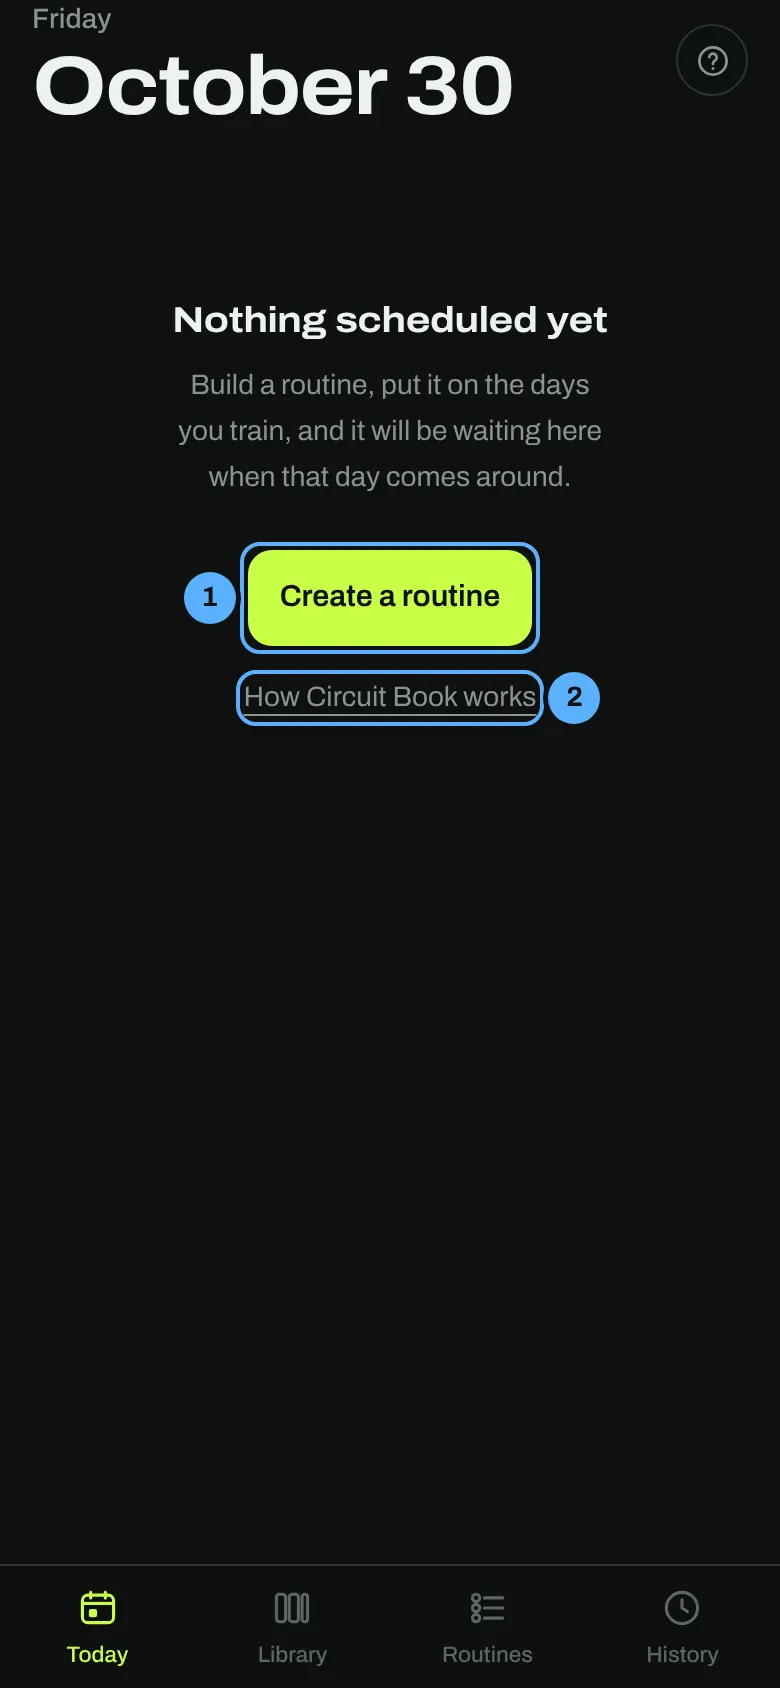 Friday
October 30
Nothing scheduled yet
Build a routine, put it on the days
you train, and it will be waiting here
when that day comes around.
1
Create a routine
How Circuit Book works
2
Today
Library
Routines
History